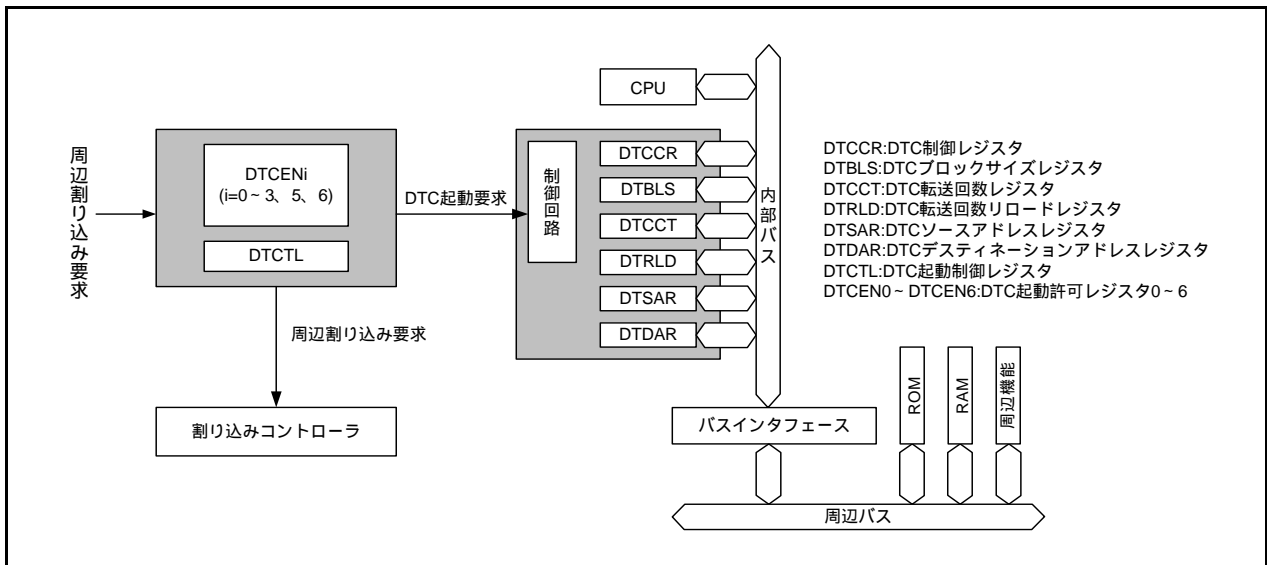 周辺割り込み要求
DTCENi
(i=0~3、5、6)
DTCTL
DTC起動要求
周辺割り込み要求
割り込みコントローラ
制御回路
CPU
DTCCR
DTBLS
DTCCT
DTRLD
DTSAR
DTDAR
内部バス
DTCCR:DTC制御レジスタ
DTBLS:DTCブロックサイズレジスタ
DTCCT:DTC転送回数レジスタ
DTRLD:DTC転送回数リロードレジスタ
DTSAR:DTCソースアドレスレジスタ
DTDAR:DTCデスティネーションアドレスレジスタ
DTCTL:DTC起動制御レジスタ
DTCEN0~DTCEN6:DTC起動許可レジスタ0~6
バスインタフェース
ROM
RAM
周辺機能
周辺バス